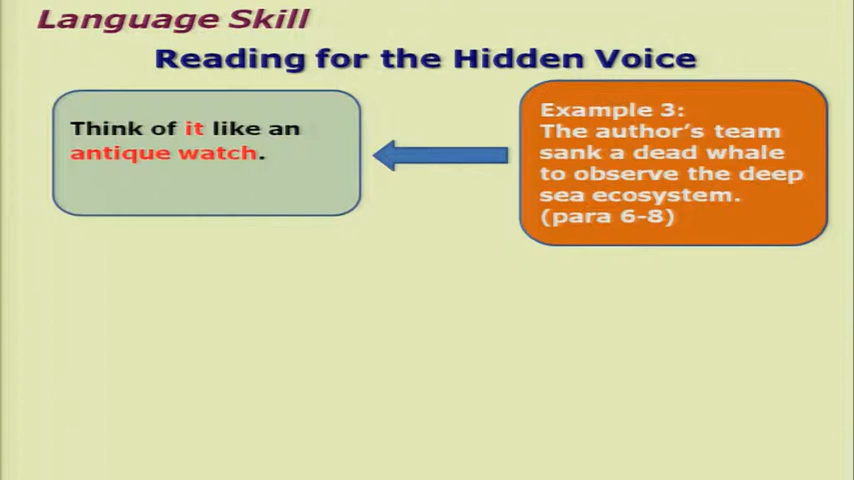 Language Skill
Reading for the Hidden Voice
Think of it like an
antique watch.
Example 3:
The author's team
sank a dead whale
to observe the deep
sea ecosystem.
(para 6-8)